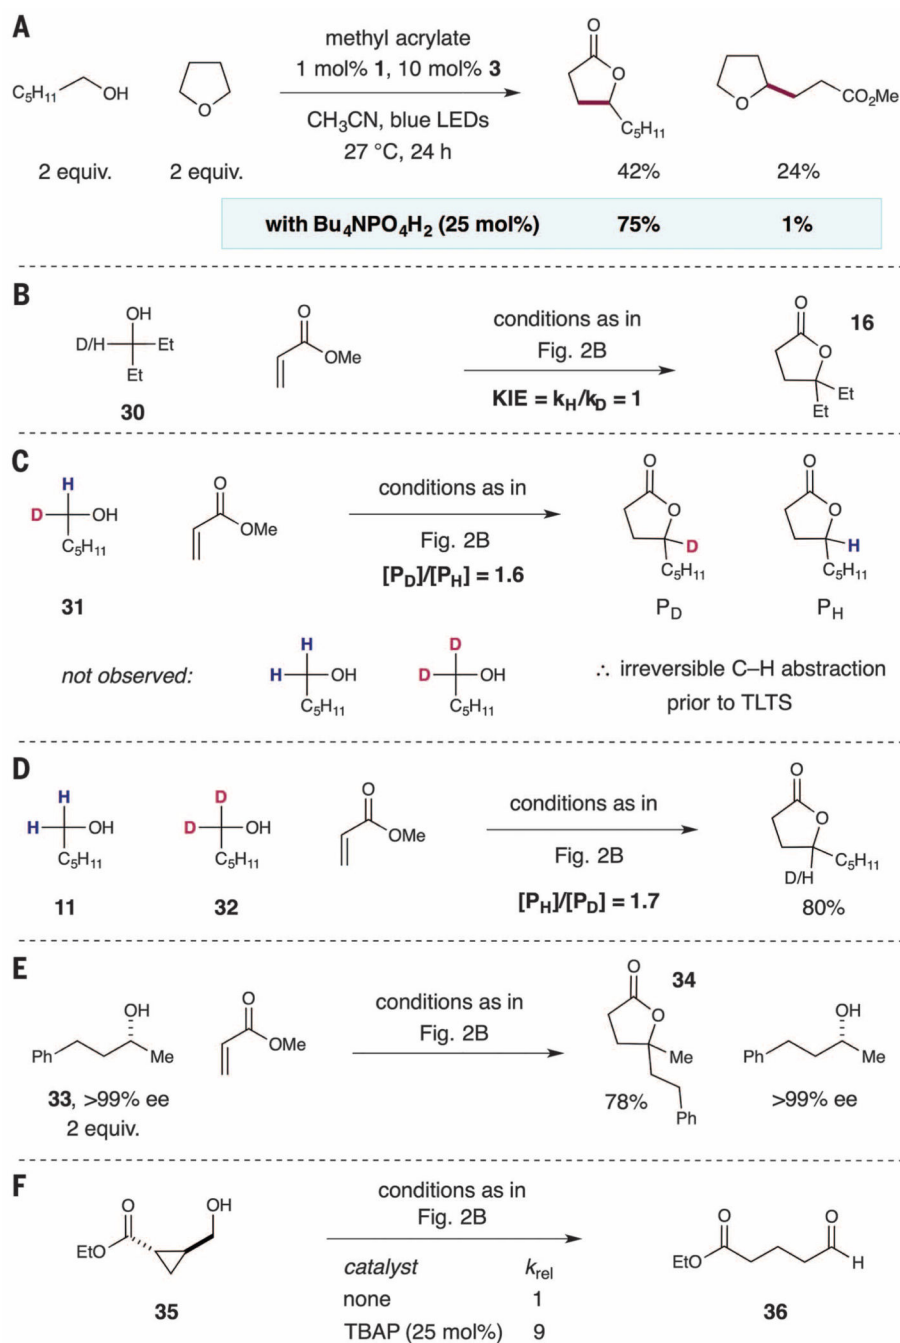 A
methyl acrylate
1 mol% 1, 10 mol% 3
CH3CN, blue LEDs
27 °C, 24 h
C5H11
OH
O
O
O
C5H11
O
CO2Me
2 equiv.
2 equiv.
42%
24%
with Bu4NPO4H2 (25 mol%)
75%
1%
B
OH
D/H
Et
Et
30
O
OMe
conditions as in
Fig. 2B
KIE = kH/kD = 1
O
O
Et
Et
16
C
H
D
OH
C5H11
31
O
OMe
conditions as in
Fig. 2B
[PD]/[PH] = 1.6
O
O
D
C5H11
PD
O
O
H
C5H11
PH
not observed:
H
H
OH
C5H11
D
D
OH
C5H11
∴ irreversible C–H abstraction
prior to TLTS
D
H
H
OH
C5H11
11
D
D
OH
C5H11
32
O
OMe
conditions as in
Fig. 2B
[PH]/[PD] = 1.7
O
O
C5H11
D/H
80%
E
OH
Ph
Me
33, >99% ee
2 equiv.
O
OMe
conditions as in
Fig. 2B
O
O
Me
Ph
34
78%
OH
Ph
Me
>99% ee
F
O
EtO
OH
35
conditions as in
Fig. 2B
catalyst krel
none 1
TBAP (25 mol%) 9
O
EtO
O
H
36